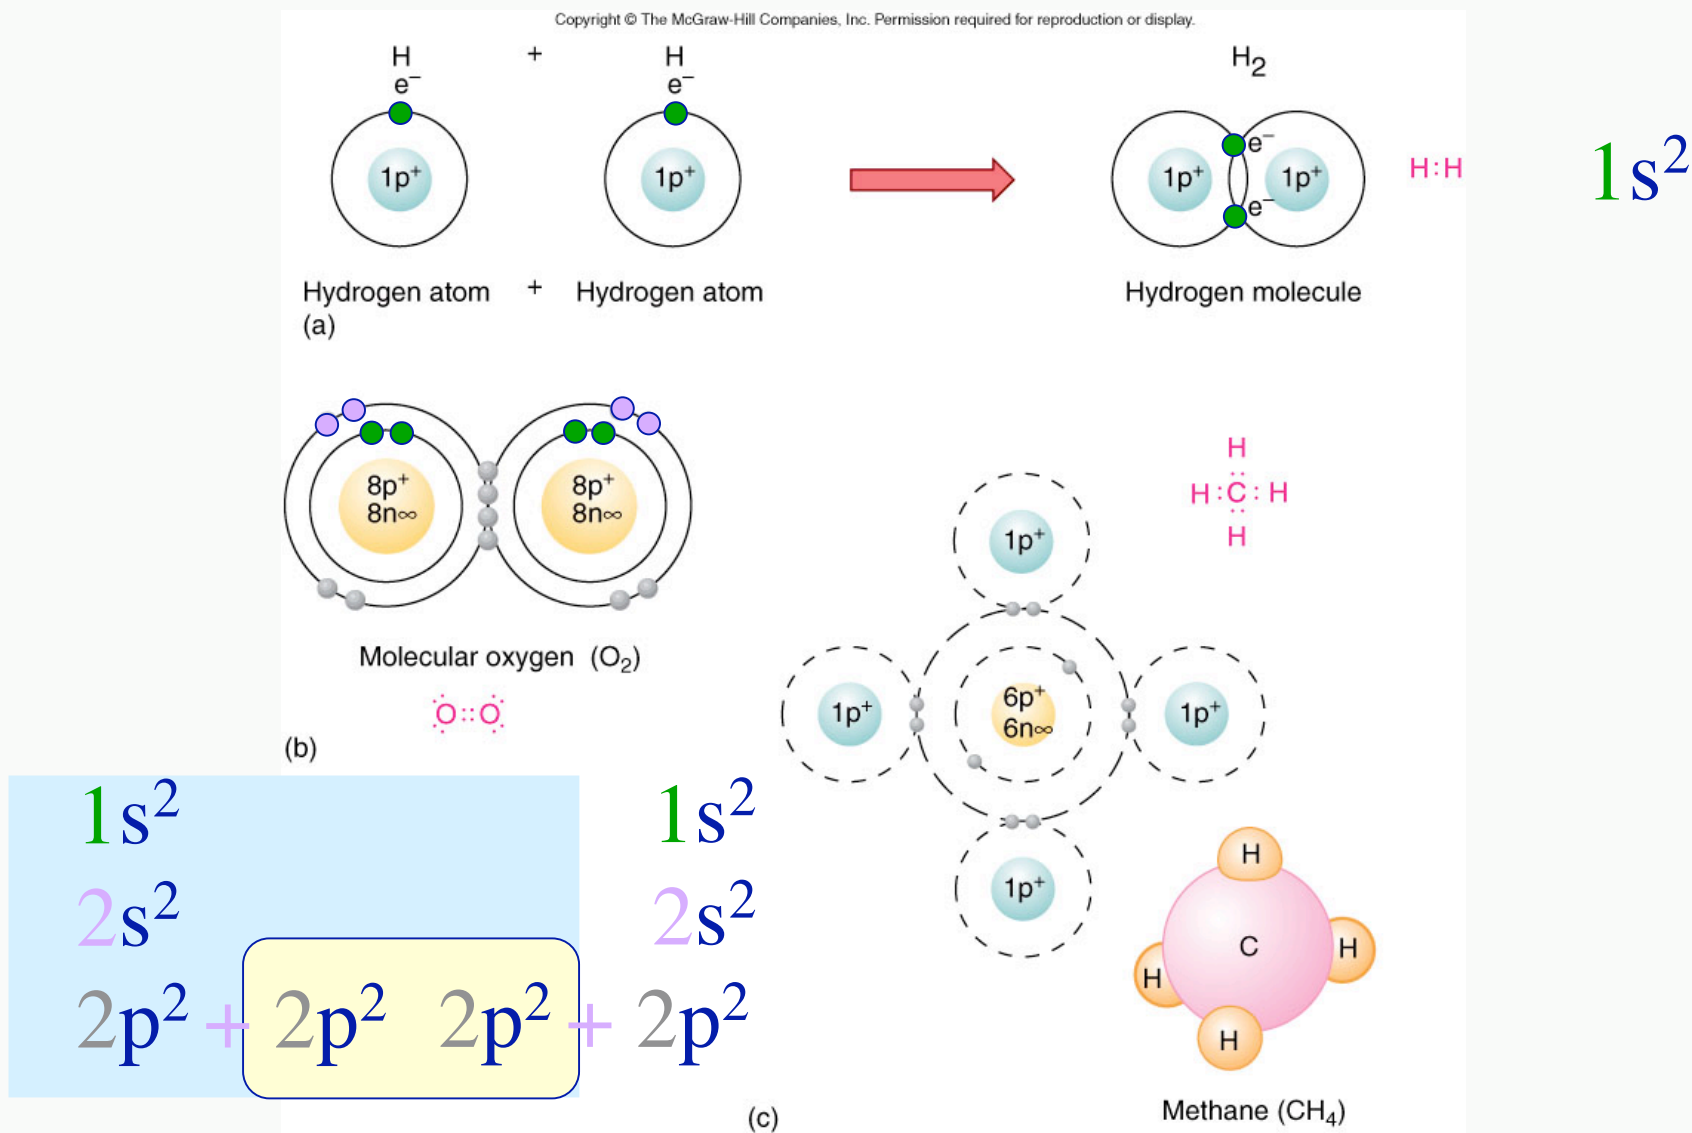 Copyright © The McGraw-Hill Companies, Inc. Permission required for reproduction or display.
H + H H₂
e⁻ e⁻
1p⁺ 1p⁺ 1p⁺ e⁻ e⁻ 1p⁺ H:H 1s²
Hydrogen atom + Hydrogen atom Hydrogen molecule
(a)
8p⁺ 8p⁺
8n∞ 8n∞
Molecular oxygen (O₂)
O::O
(b)
H
H:C:H
H
1p⁺
1p⁺ 6p⁺ 1p⁺
6n∞
1p⁺
1s² 1s²
2s² 2s²
2p² + 2p² 2p² + 2p²
H
H C H
H
Methane (CH₄)
(c)